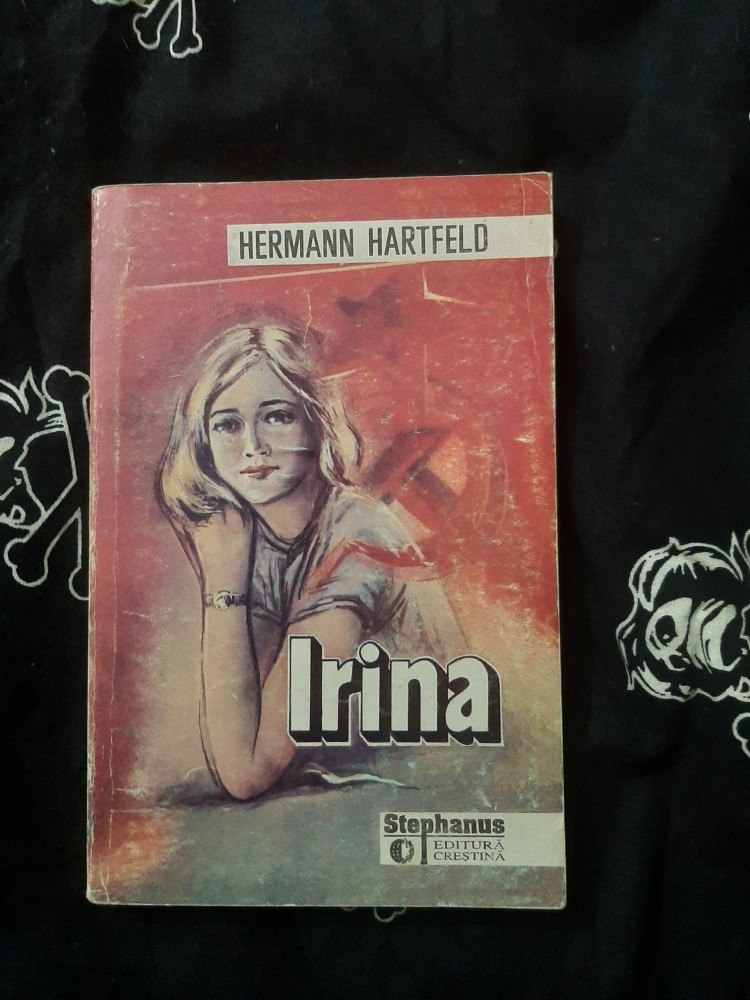 HERMANN HARTFELD
Irina
Stephanus
EDITURĂ
CREȘTINĂ